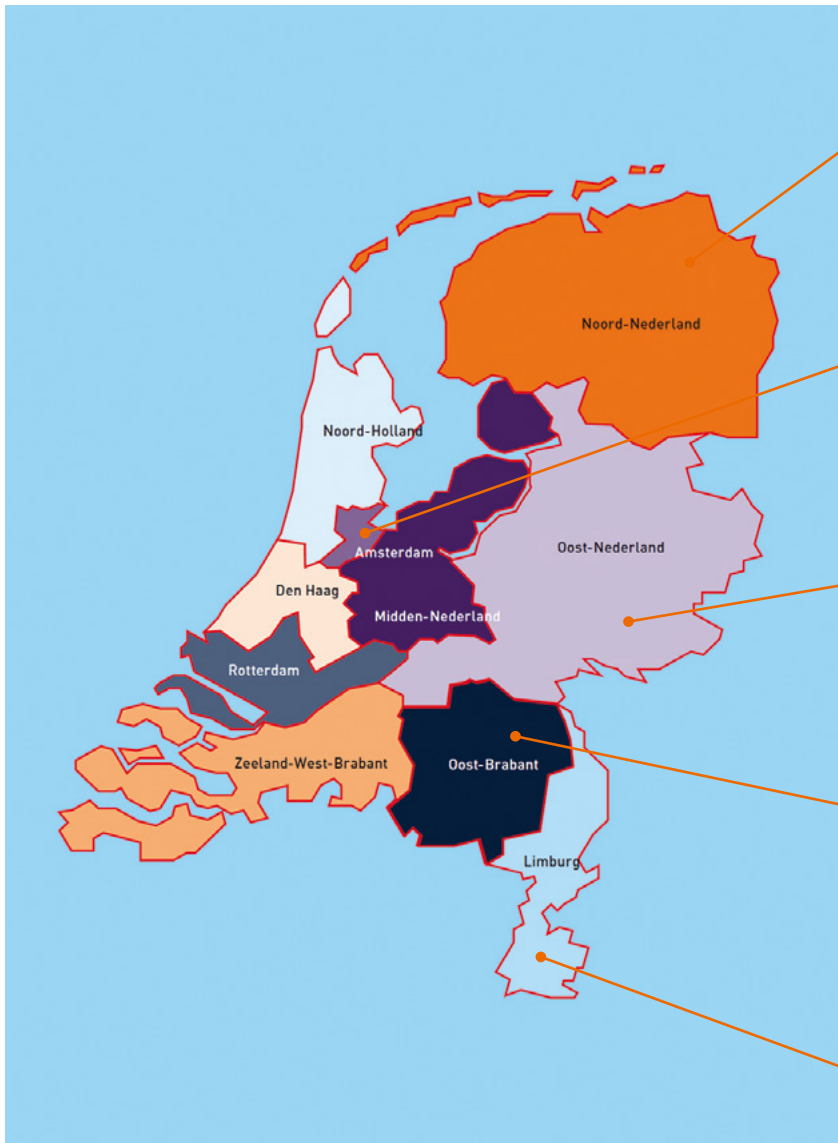 Noord-Nederland
Noord-Holland
Amsterdam
Oost-Nederland
Den Haag
Midden-Nederland
Rotterdam
Zeeland-West-Brabant
Oost-Brabant
Limburg